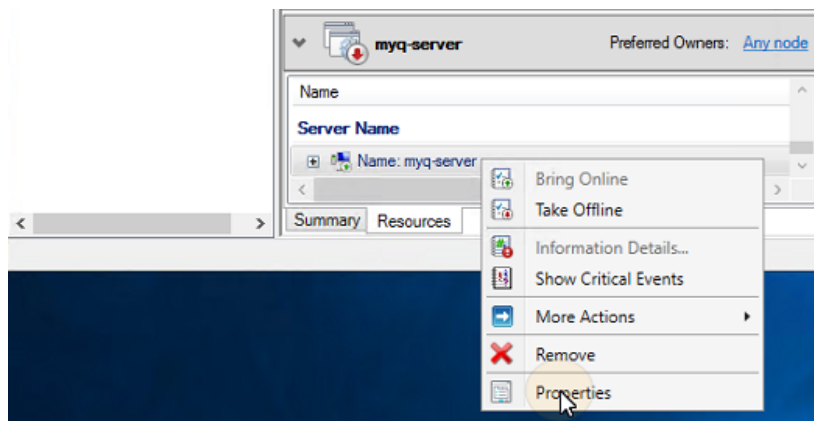 myq-server Preferred Owners: Any node
Name
Server Name
Name: myq-server
Summary Resources
Bring Online
Take Offline
Information Details...
Show Critical Events
More Actions
Remove
Properties